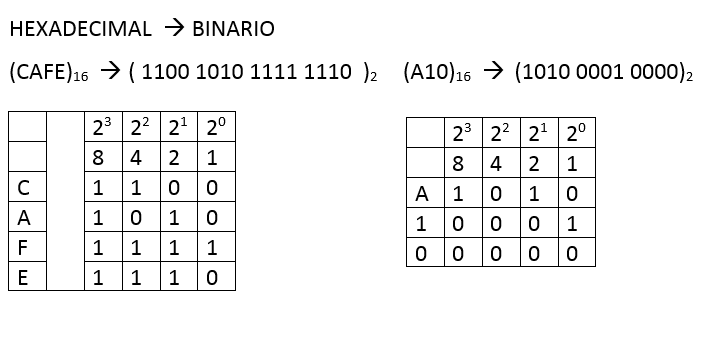 HEXADECIMAL → BINARIO
(CAFE)₁₆ → ( 1100 1010 1111 1110 )₂ (A10)₁₆ → (1010 0001 0000)₂
2³ 2² 2¹ 2⁰
8 4 2 1
C 1 1 0 0
A 1 0 1 0
F 1 1 1 1
E 1 1 1 0
2³ 2² 2¹ 2⁰
8 4 2 1
A 1 0 1 0
1 0 0 0 1
0 0 0 0 0